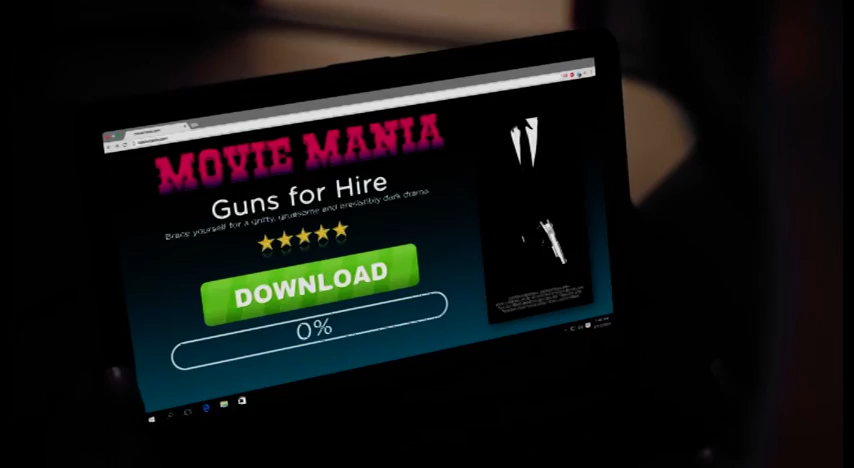 MOVIE MANIA
Guns for Hire
Brace yourself for a gritty, gruesome and irresistibly dark drama.
DOWNLOAD
0%